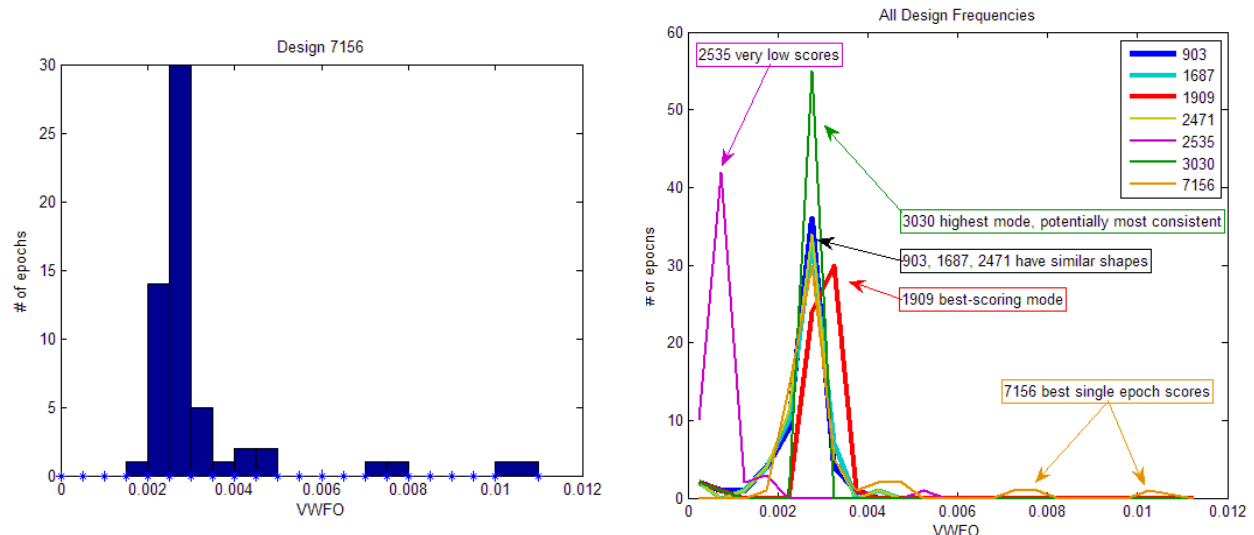 Design 7156
30
25
20
15
10
5
0
# of epochs
0 0.002 0.004 0.006 0.008 0.01 0.012
VWFO
All Design Frequencies
60
50
40
30
20
10
0
# of epochs
2535 very low scores
903
1687
1909
2471
2535
3030
7156
3030 highest mode, potentially most consistent
903, 1687, 2471 have similar shapes
1909 best-scoring mode
7156 best single epoch scores
0 0.002 0.004 0.006 0.008 0.01 0.012
VWFO